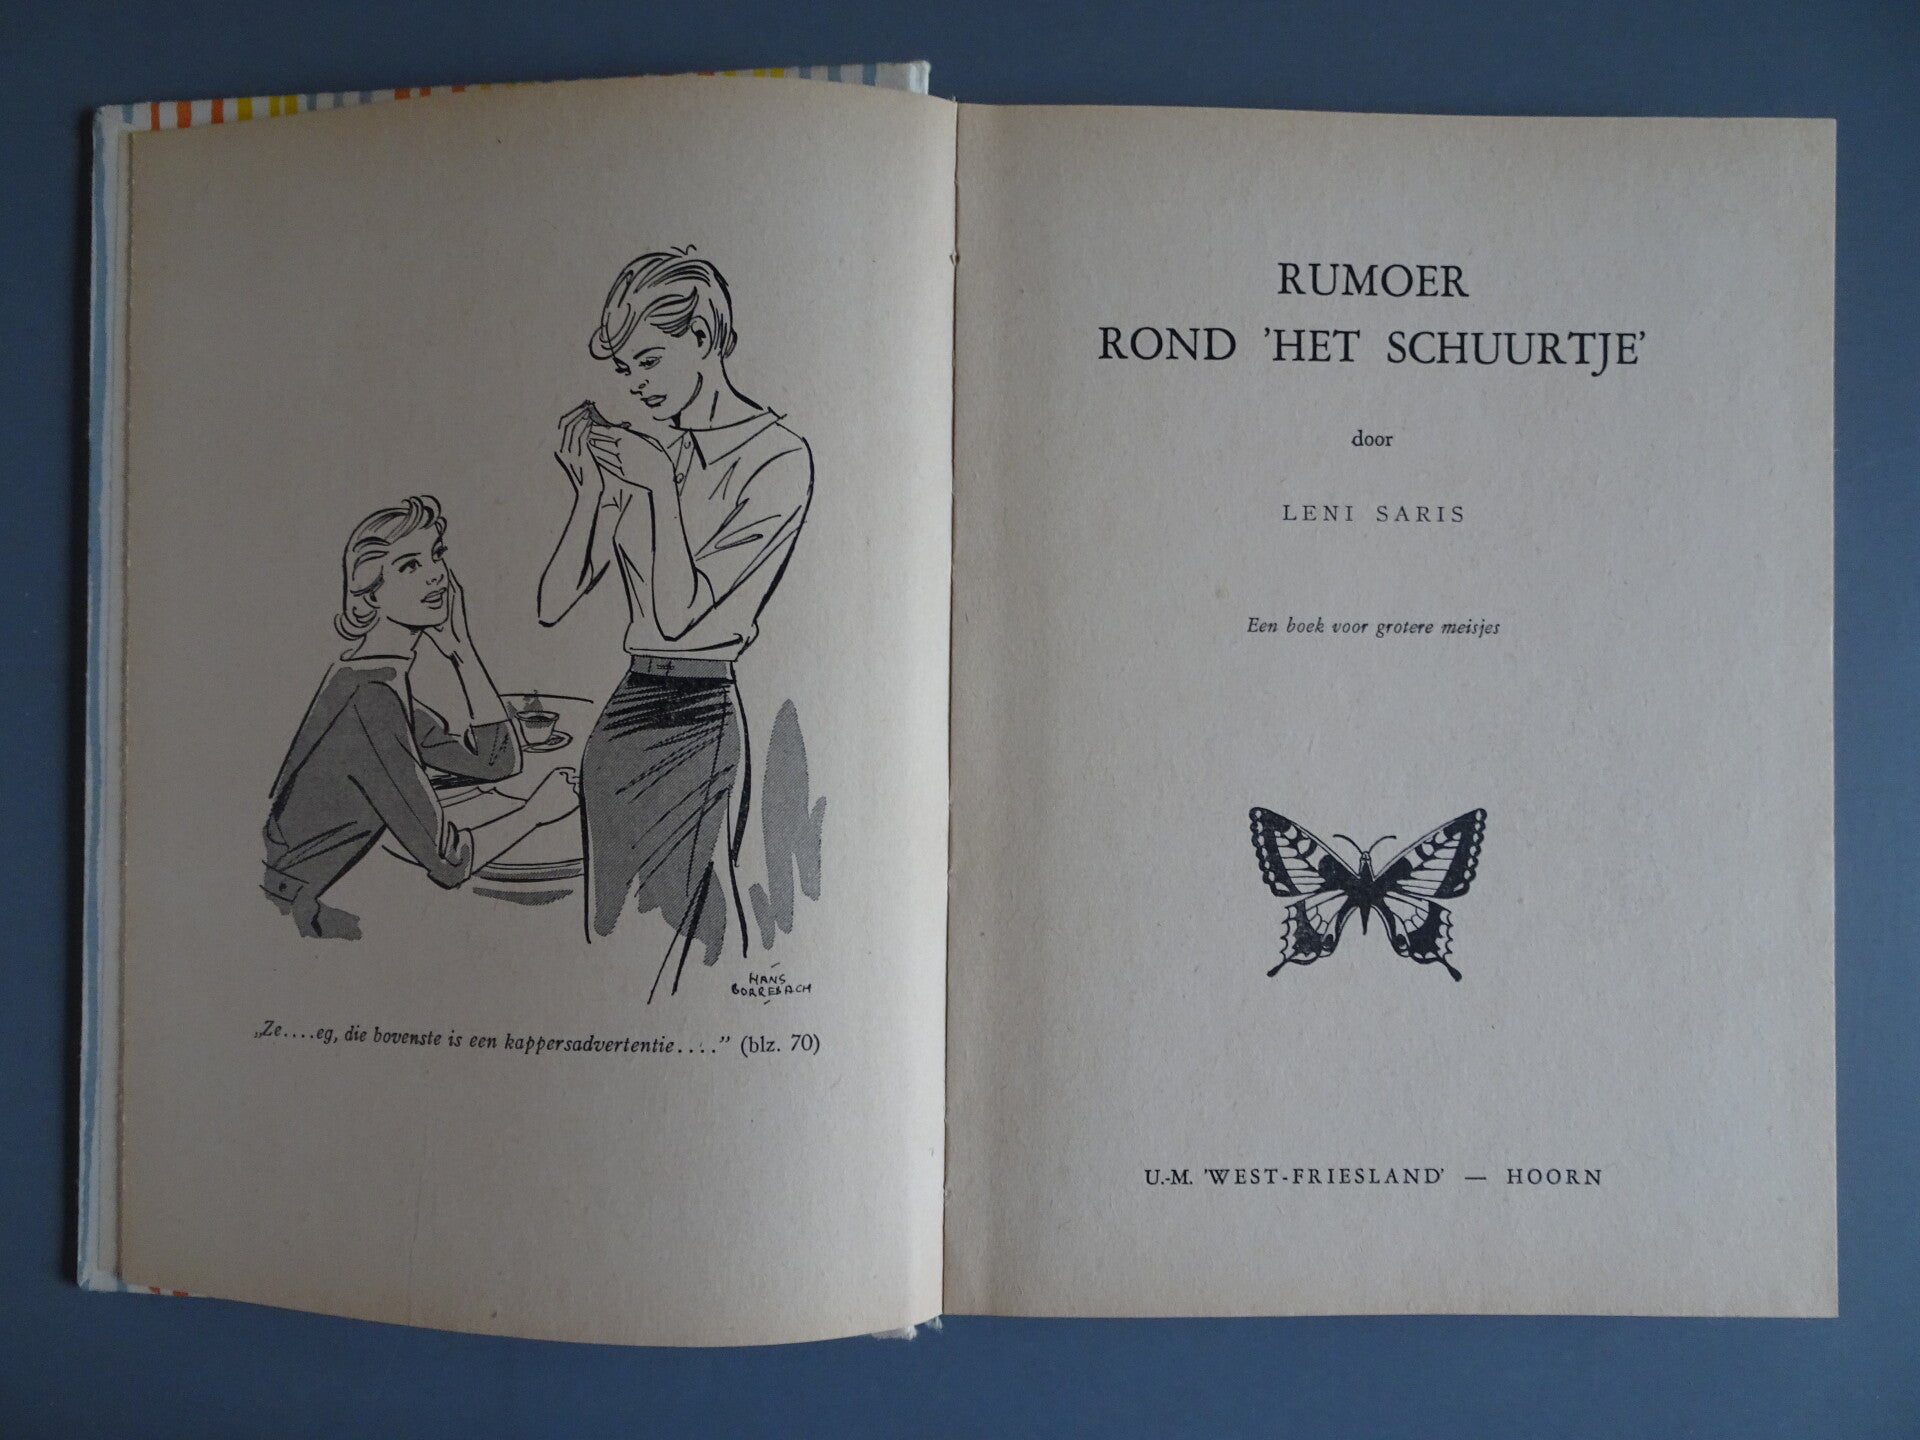 HANS
BORREBACH
„Ze....eg, die bovenste is een kappersadvertentie....” (blz. 70)
RUMOER
ROND 'HET SCHUURTJE'
door
LENI SARIS
Een boek voor grotere meisjes
U.-M. 'WEST-FRIESLAND' — HOORN